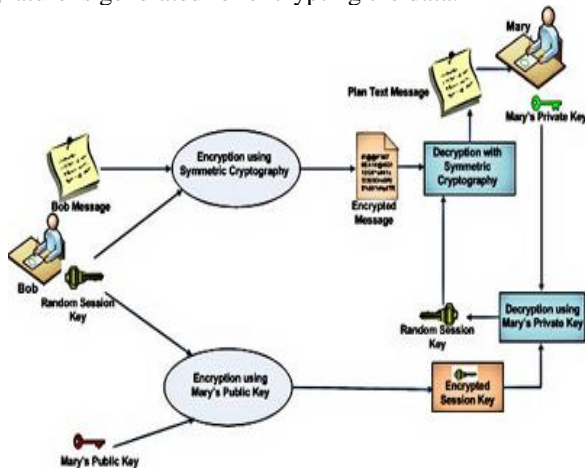 Mary
Plan Text Message
Mary's Private Key
Encryption using
Symmetric Cryptography
Decryption with
Symmetric
Cryptography
Encrypted
Message
Bob Message
Bob
Random Session
Key
Random Session
Key
Decryption using
Mary's Private Key
Encryption using
Mary's Public Key
Encrypted
Session Key
Mary's Public Key